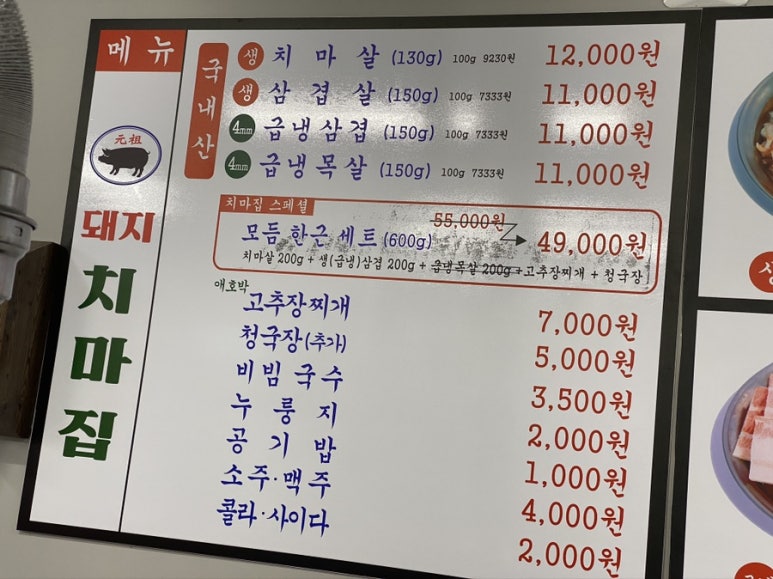 메뉴
元祖
돼지
치
마
집
국내산
생 치마살 (130g) 100g 9230원 12,000원
생 삼겹살 (150g) 100g 7333원 11,000원
4mm 급냉삼겹 (150g) 100g 7333원 11,000원
4mm 급냉목살 (150g) 100g 7333원 11,000원
치마집 스페셜
55,000원
모듬한근세트 (600g) 49,000원
치마살 200g + 생(급냉)삼겹 200g + 급냉목살 200g + 고추장찌개 + 청국장
애호박
고추장찌개 7,000원
청국장(추가) 5,000원
비빔국수 3,500원
누룽지 2,000원
공기밥 1,000원
소주·맥주 4,000원
콜라·사이다 2,000원
생